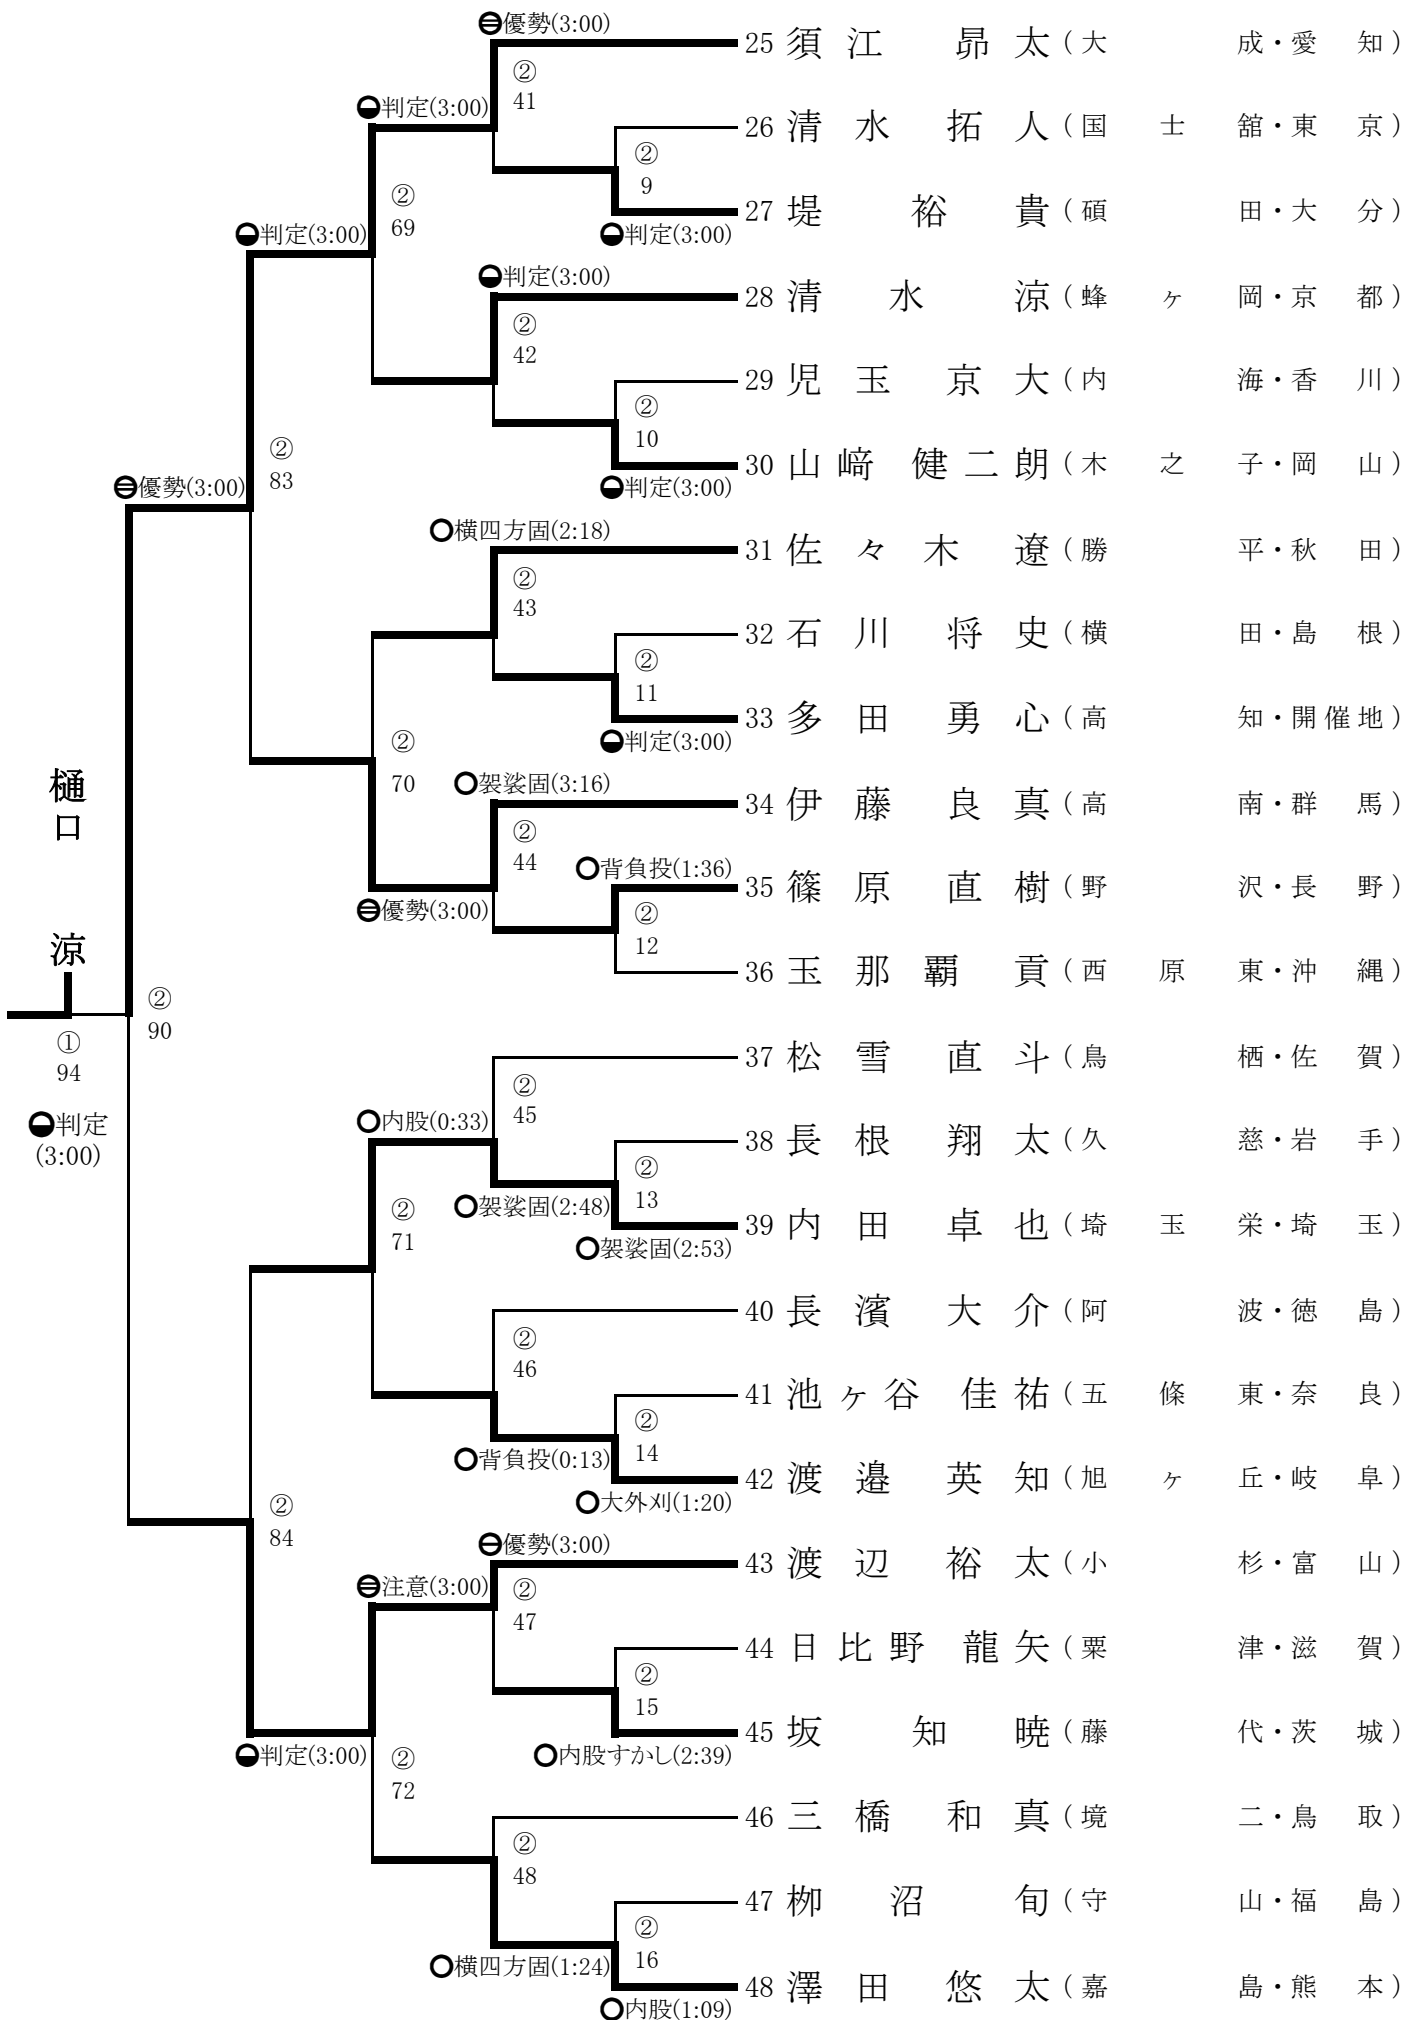 優勢(3:00)
25 須江 昴太(大成・愛知)
②
41
判定(3:00)
26 清水 拓人(国士舘・東京)
②
9
②
69
27 堤 裕貴(碩田・大分)
判定(3:00)
判定(3:00)
判定(3:00)
28 清水 涼(蜂ヶ岡・京都)
②
42
29 児玉 京大(内海・香川)
②
10
②
83
30 山﨑 健二朗(木之子・岡山)
判定(3:00)
優勢(3:00)
横四方固(2:18)
31 佐々木 遼(勝平・秋田)
②
43
32 石川 将史(横田・島根)
②
11
33 多田 勇心(高知・開催地)
判定(3:00)
②
70
袈裟固(3:16)
34 伊藤 良真(高南・群馬)
②
44
背負投(1:36)
35 篠原 直樹(野沢・長野)
優勢(3:00)
②
12
36 玉那覇 貢(西原東・沖縄)
樋口 涼
②
90
①
94
判定
(3:00)
37 松雪 直斗(鳥栖・佐賀)
②
45
内股(0:33)
38 長根 翔太(久慈・岩手)
②
13
袈裟固(2:48)
②
71
39 内田 卓也(埼玉栄・埼玉)
袈裟固(2:53)
40 長濱 大介(阿波・徳島)
②
46
41 池ヶ谷 佳祐(五條東・奈良)
②
14
背負投(0:13)
42 渡邉 英知(旭ヶ丘・岐阜)
大外刈(1:20)
②
84
優勢(3:00)
43 渡辺 裕太(小杉・富山)
注意(3:00)
②
47
44 日比野 龍矢(粟津・滋賀)
②
15
45 坂 知暁(藤代・茨城)
内股すかし(2:39)
判定(3:00)
②
72
46 三橋 和真(境二・鳥取)
②
48
47 栁沼 旬(守山・福島)
②
16
横四方固(1:24)
48 澤田 悠太(嘉島・熊本)
内股(1:09)